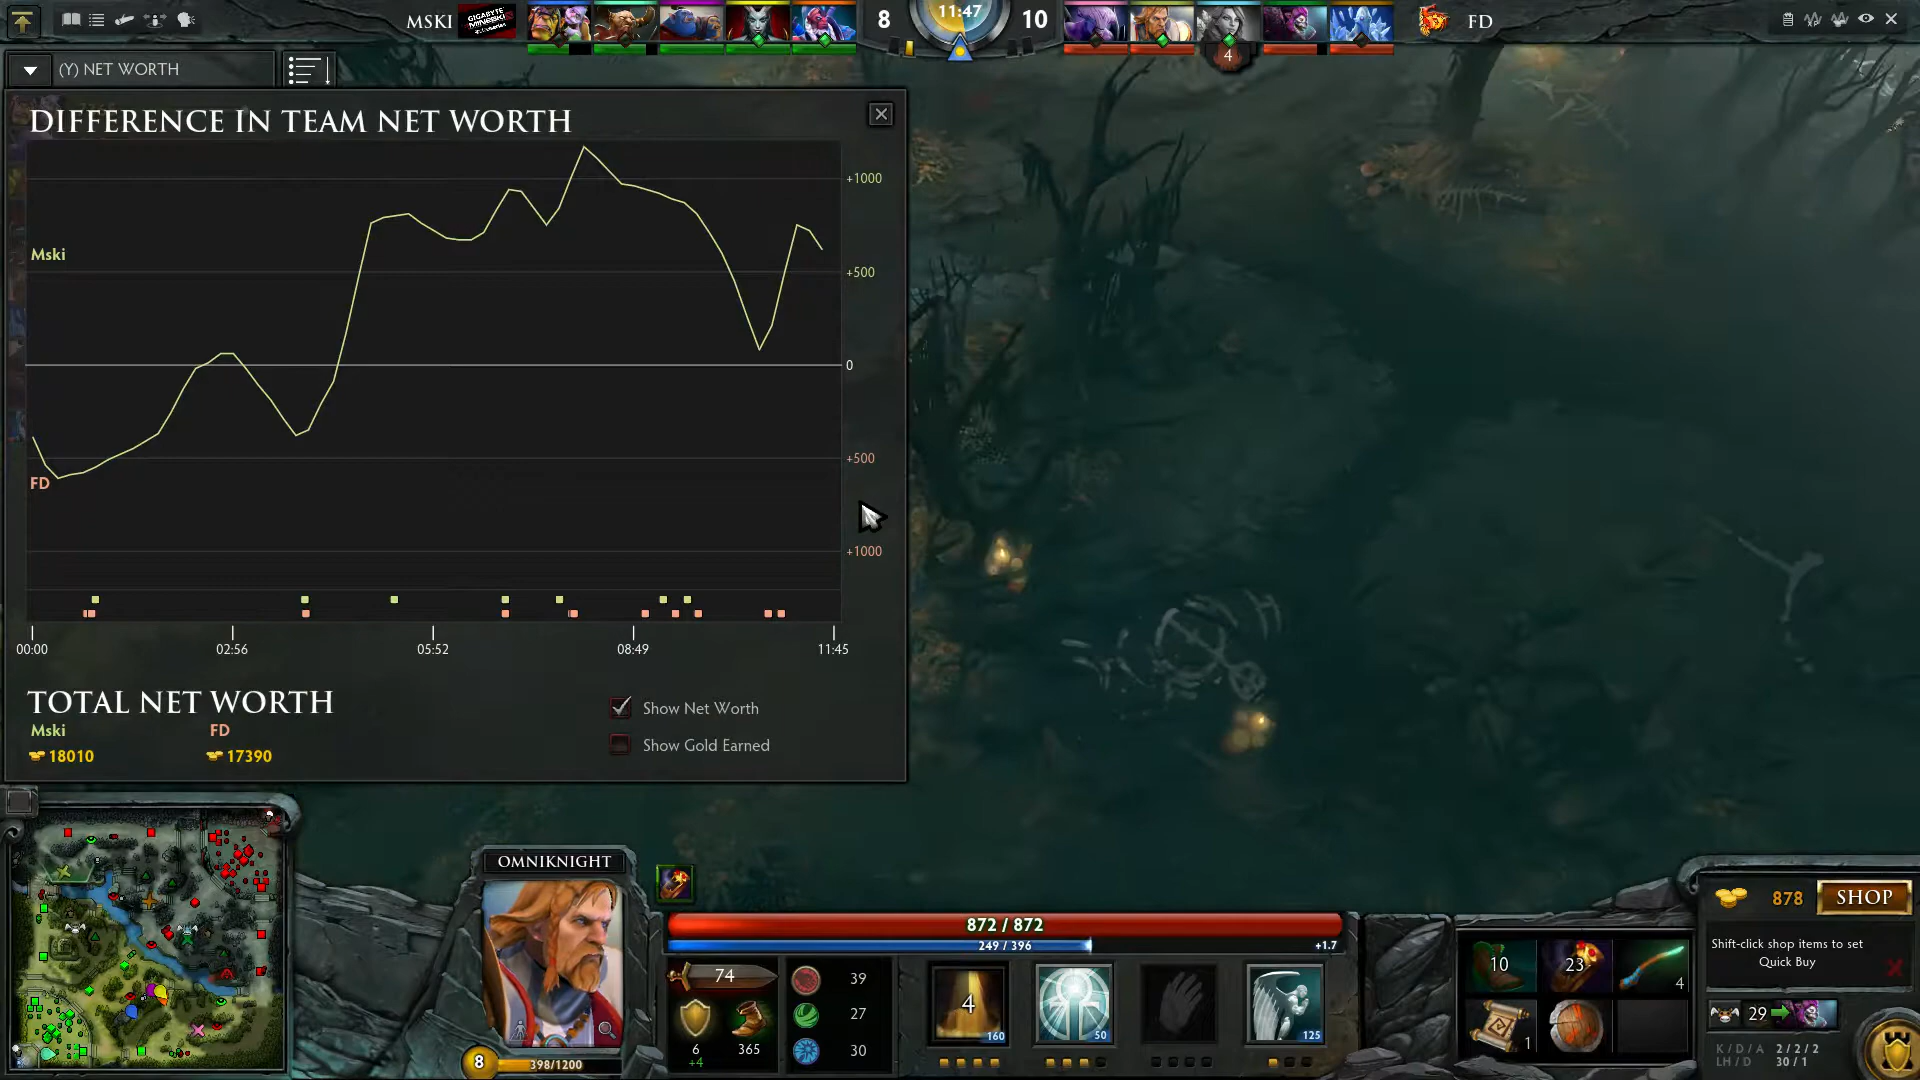 MSKI
GIGABYTE
MINESKI
8
11:47
10
FD
4
(Y) NET WORTH
DIFFERENCE IN TEAM NET WORTH
+1000
Mski
+500
0
+500
FD
+1000
00:00
02:56
05:52
08:49
11:45
TOTAL NET WORTH
Mski
FD
18010
17390
Show Net Worth
Show Gold Earned
OMNIKNIGHT
872 / 872
249 / 396
+1.7
74
39
27
30
6
+4
365
8
398/1200
4
160
50
125
10
23
4
1
878
SHOP
Shift-click shop items to set
Quick Buy
29
K / D / A 2 / 2 / 2
LH / D 30 / 1